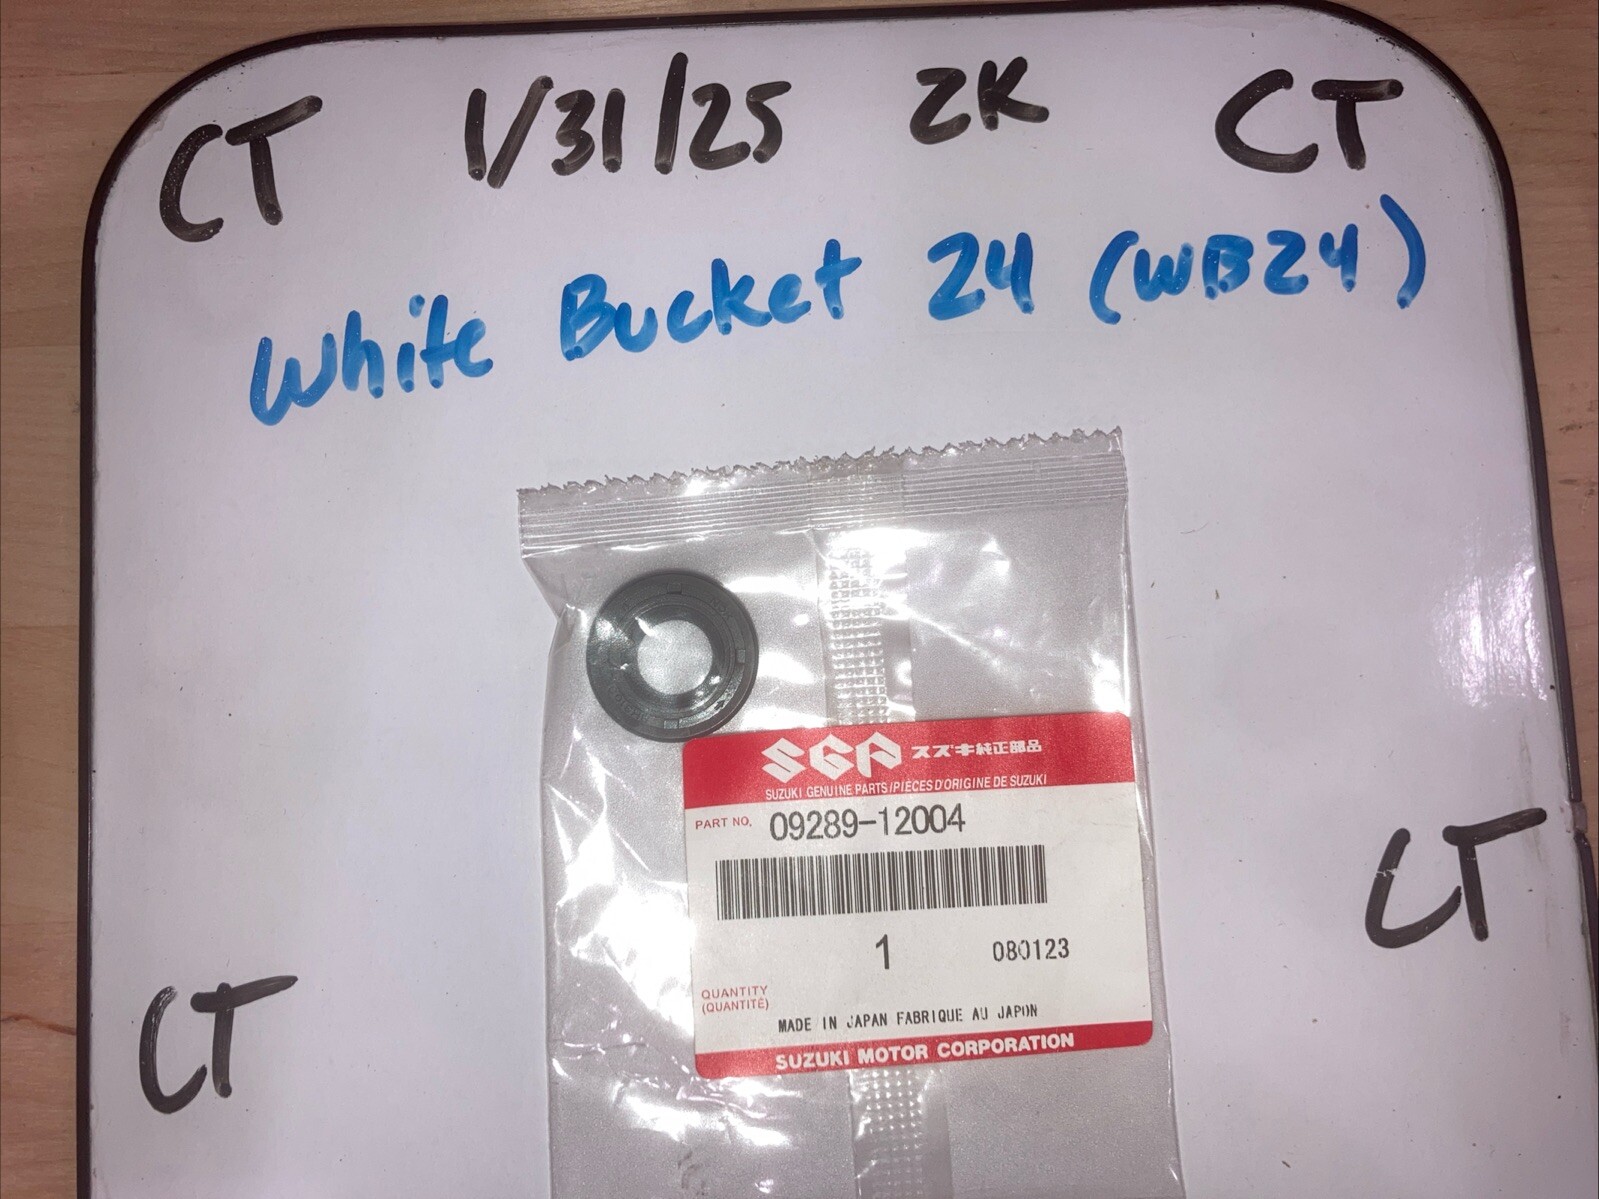 CT 1/31/25 ZK CT
White Bucket 24 (WB24)
SGP スズキ純正部品
SUZUKI GENUINE PARTS/PIÈCES D'ORIGINE DE SUZUKI
PART NO. 09289-12004
1 080123
QUANTITY
(QUANTITÉ)
MADE IN JAPAN FABRIQUE AU JAPON
SUZUKI MOTOR CORPORATION
CT
CT